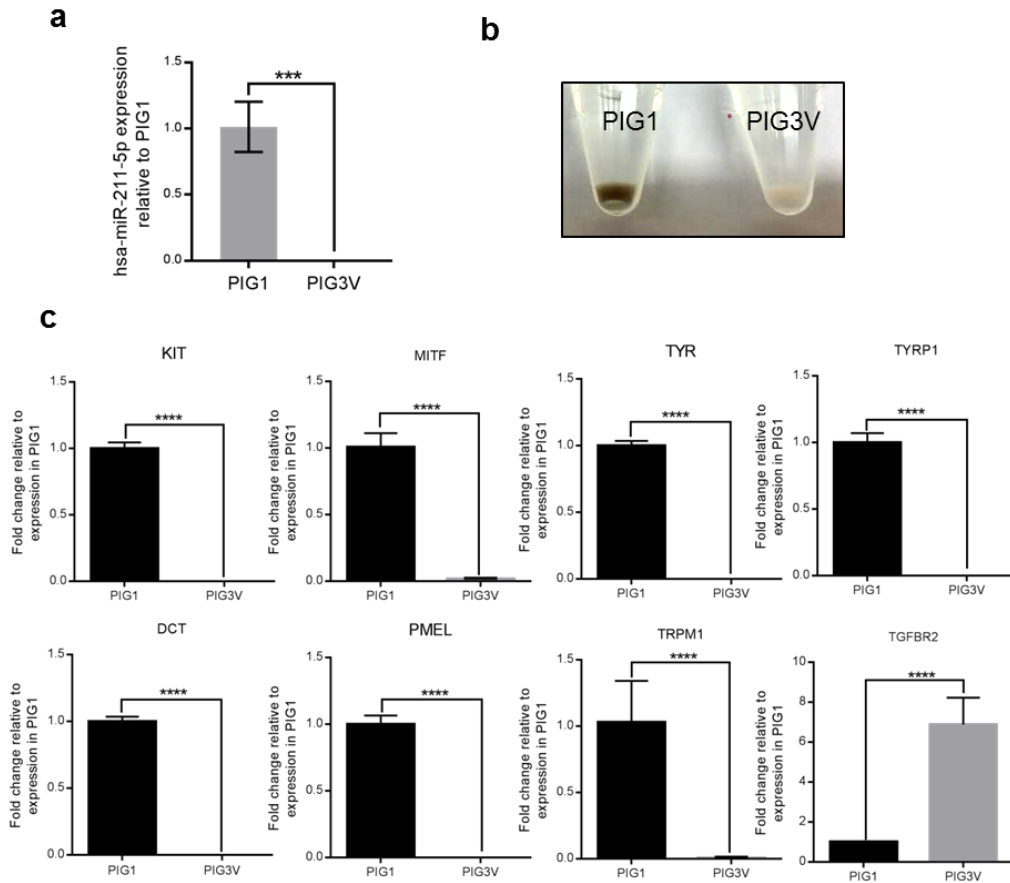 a
hsa-miR-211-5p expression
relative to PIG1
1.5
1.0
0.5
0.0
***
PIG1 PIG3V
b
PIG1 PIG3V
c
KIT
Fold change relative to
expression in PIG1
1.5
1.0
0.5
0.0
****
PIG1 PIG3V
MITF
Fold change relative to
expression in PIG1
1.5
1.0
0.5
0.0
****
PIG1 PIG3V
TYR
Fold change relative to
expression in PIG1
1.5
1.0
0.5
0.0
****
PIG1 PIG3V
TYRP1
Fold change relative to
expression in PIG1
1.5
1.0
0.5
0.0
****
PIG1 PIG3V
DCT
Fold change relative to
expression in PIG1
1.5
1.0
0.5
0.0
****
PIG1 PIG3V
PMEL
Fold change relative to
expression in PIG1
1.5
1.0
0.5
0.0
****
PIG1 PIG3V
TRPM1
Fold change relative to
expression in PIG1
1.5
1.0
0.5
0.0
****
PIG1 PIG3V
TGFBR2
Fold change relative to
expression in PIG1
10
8
6
4
2
0
****
PIG1 PIG3V